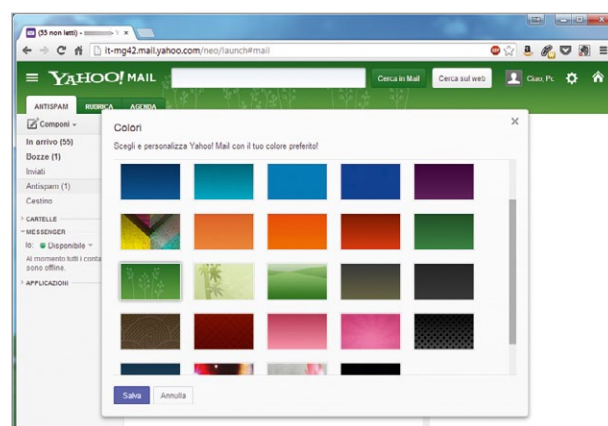 (55 non letti) -
it-mg42.mail.yahoo.com/neo/launch#mail
YAHOO! MAIL
Cerca in Mail
Cerca sul web
Ciao, Pc
ANTISPAM
RUBRICA
AGENDA
Componi
In arrivo (55)
Bozze (1)
Inviati
Antispam (1)
Cestino
CARTELLE
MESSENGER
Io: Disponibile
Al momento tutti i conta
sono offline.
APPLICAZIONI
Colori
Scegli e personalizza Yahoo! Mail con il tuo colore preferito!
Salva
Annulla